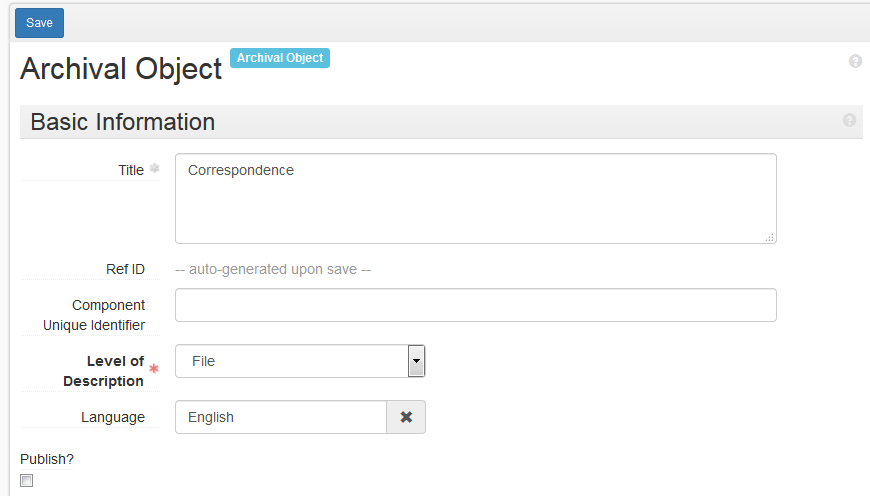 Save
Archival Object Archival Object
Basic Information
Title
Correspondence
Ref ID
-- auto-generated upon save --
Component
Unique Identifier
Level of
Description
File
Language
English
Publish?